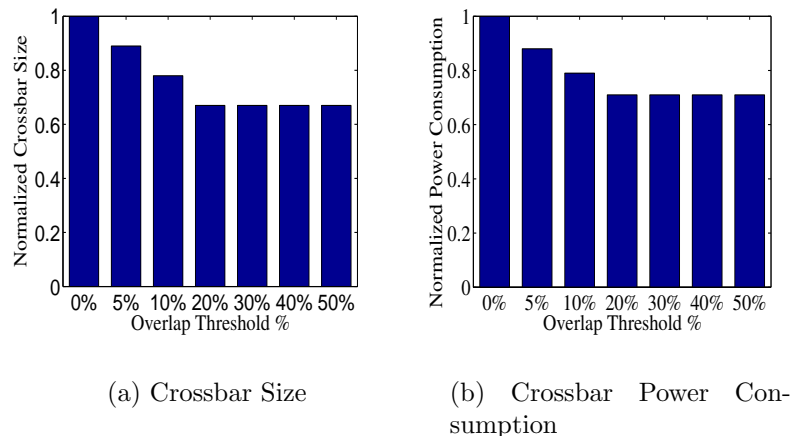 Normalized Crossbar Size
1
0.8
0.6
0.4
0.2
0
0% 5% 10% 20% 30% 40% 50%
Overlap Threshold %
(a) Crossbar Size
Normalized Power Consumption
1
0.8
0.6
0.4
0.2
0
0% 5% 10% 20% 30% 40% 50%
Overlap Threshold %
(b) Crossbar Power Con-
sumption